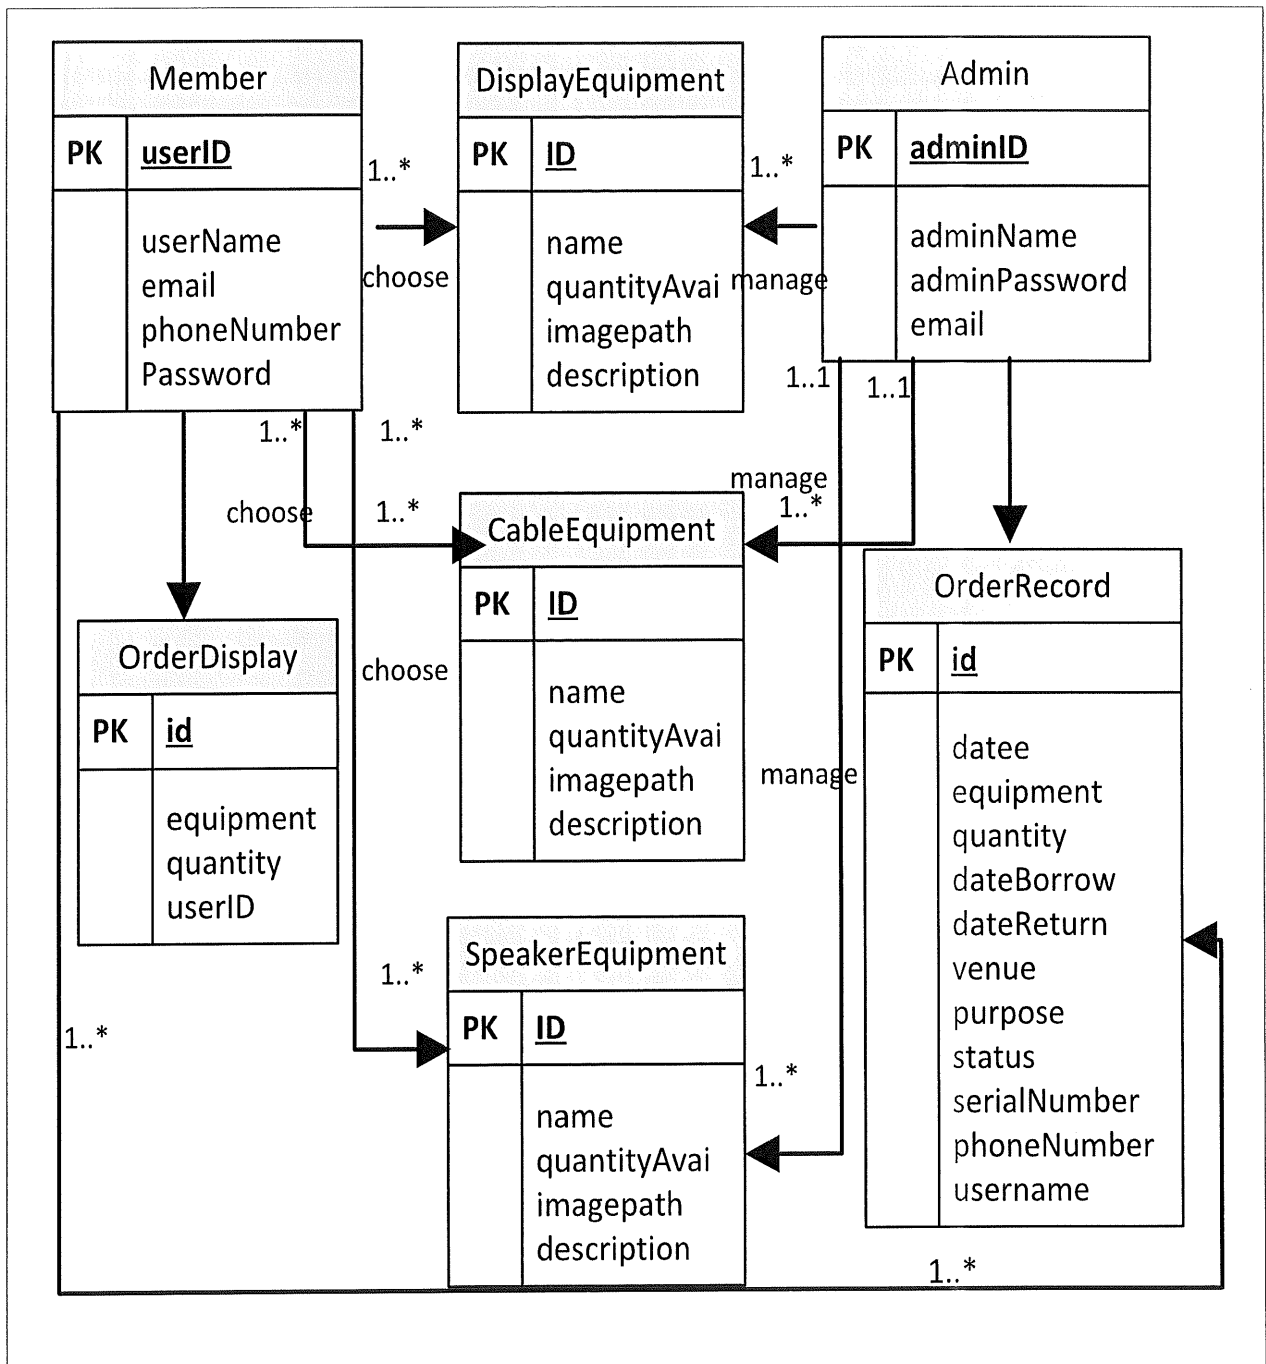 Member
PK userID
userName
email
phoneNumber
Password
1..*
choose
DisplayEquipment
PK ID
name
quantityAvai
imagepath
description
1..*
manage
Admin
PK adminID
adminName
adminPassword
email
1..1
1..1
1..*
1..*
choose
1..*
manage
1..*
CableEquipment
PK ID
name
quantityAvai
imagepath
description
choose
manage
OrderDisplay
PK id
equipment
quantity
userID
OrderRecord
PK id
datee
equipment
quantity
dateBorrow
dateReturn
venue
purpose
status
serialNumber
phoneNumber
username
1..*
1..*
SpeakerEquipment
PK ID
name
quantityAvai
imagepath
description
1..*
1..*